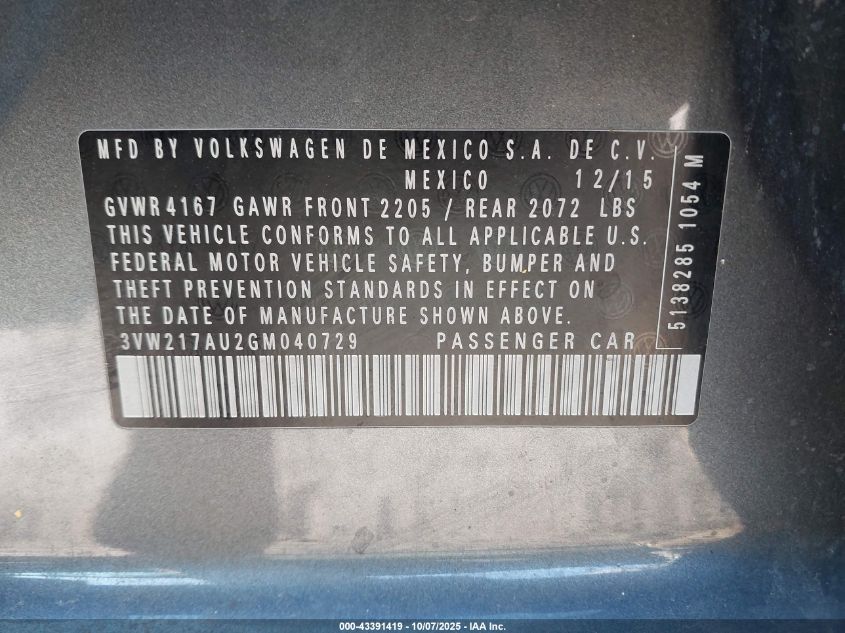 MFD BY VOLKSWAGEN DE MEXICO S.A. DE C.V.
MEXICO 12/15
GVWR 4167 GAWR FRONT 2205 / REAR 2072 LBS
THIS VEHICLE CONFORMS TO ALL APPLICABLE U.S.
FEDERAL MOTOR VEHICLE SAFETY, BUMPER AND
THEFT PREVENTION STANDARDS IN EFFECT ON
THE DATE OF MANUFACTURE SHOWN ABOVE.
3VW217AU2GM040729 PASSENGER CAR
5138285 1054 M
000-43391419 - 10/07/2025 - IAA Inc.